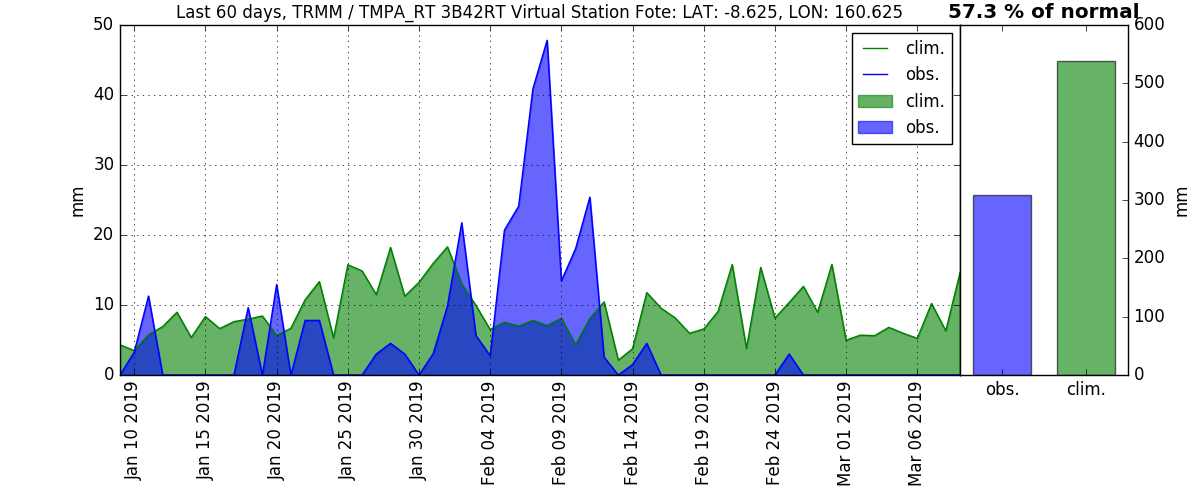 Last 60 days, TRMM / TMPA_RT 3B42RT Virtual Station Fote: LAT: -8.625, LON: 160.625
57.3 % of normal
50
40
30
20
10
0
mm
clim.
obs.
clim.
obs.
600
500
400
300
200
100
0
mm
Jan 10 2019
Jan 15 2019
Jan 20 2019
Jan 25 2019
Jan 30 2019
Feb 04 2019
Feb 09 2019
Feb 14 2019
Feb 19 2019
Feb 24 2019
Mar 01 2019
Mar 06 2019
obs.
clim.